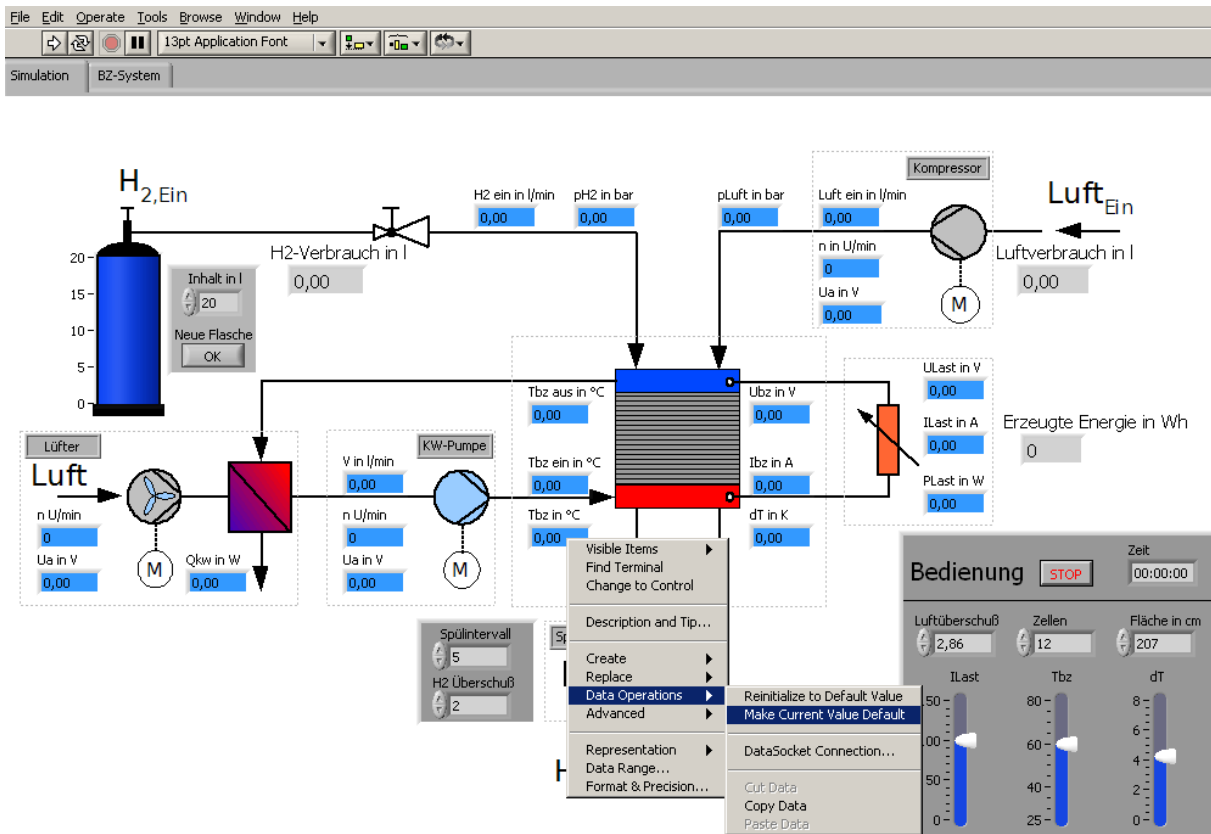 File Edit Operate Tools Browse Window Help
13pt Application Font
Simulation BZ-System
Kompressor
H2,Ein
H2 ein in l/min pH2 in bar pLuft in bar Luft ein in l/min LuftEin
0,00 0,00 0,00 0,00
H2-Verbrauch in l n in U/min Luftverbrauch in l
0,00 0 0,00
Ua in V
0,00 M
20
15
10
5
0
Inhalt in l
20
Neue Flasche
OK
Tbz aus in °C Ubz in V ULast in V
0,00 0,00 0,00
ILast in A Erzeugte Energie in Wh
0,00 0
Lüfter KW-Pumpe
Luft V in l/min Tbz ein in °C Ibz in A PLast in W
0,00 0,00 0,00 0,00
n U/min n U/min Tbz in °C dT in K
0 0 0,00 0,00
Ua in V M Qkw in W Ua in V M
0,00 0,00 0,00
Visible Items
Find Terminal
Change to Control
Description and Tip...
Create
Replace
Data Operations
Advanced
Representation
Data Range...
Format & Precision...
Reinitialize to Default Value
Make Current Value Default
DataSocket Connection...
Cut Data
Copy Data
Paste Data
Spülintervall Sp
5
H2 Überschuß
2
H
Bedienung STOP Zeit
00:00:00
Luftüberschuß Zellen Fläche in cm
2,86 12 207
ILast Tbz dT
50 80 8
6
00 60 4
50 40 2
0 25 0